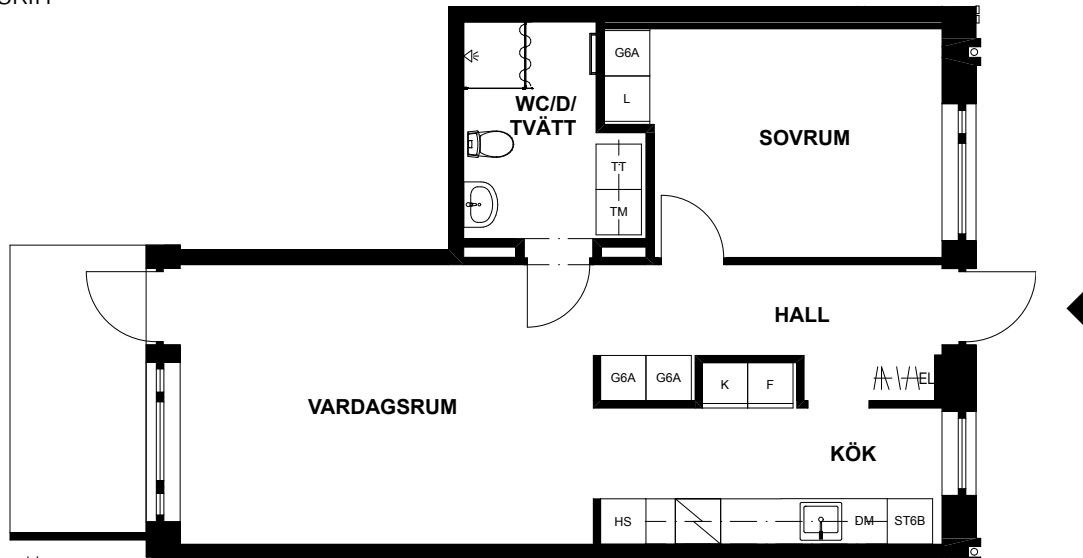 G6A
WC/D/
TVÄTT
L
SOVRUM
TT
TM
HALL
G6A G6A K F EL
VARDAGSRUM
KÖK
HS DM ST6B